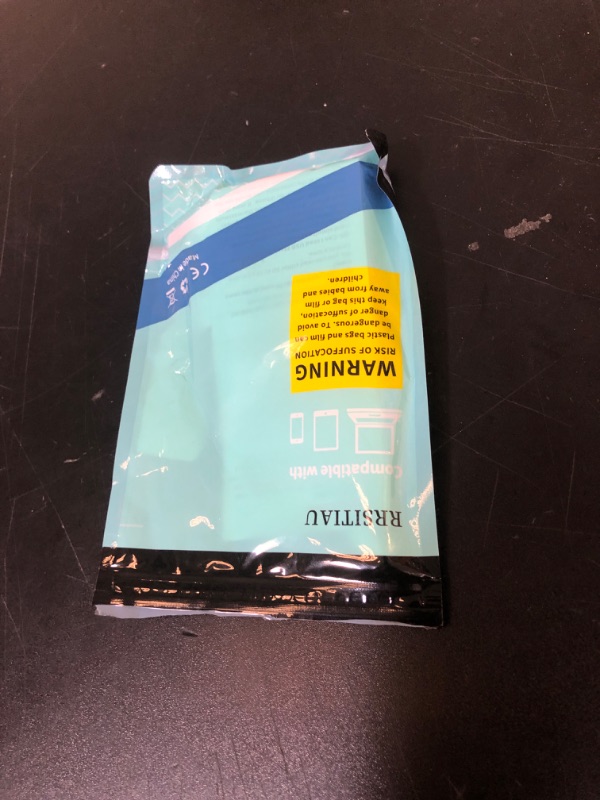 RRSITIAU
Compatible with
WARNING
RISK OF SUFFOCATION
Plastic bags and film can
be dangerous. To avoid
danger of suffocation,
keep this bag or film
away from babies and
children.
CE
Made in China